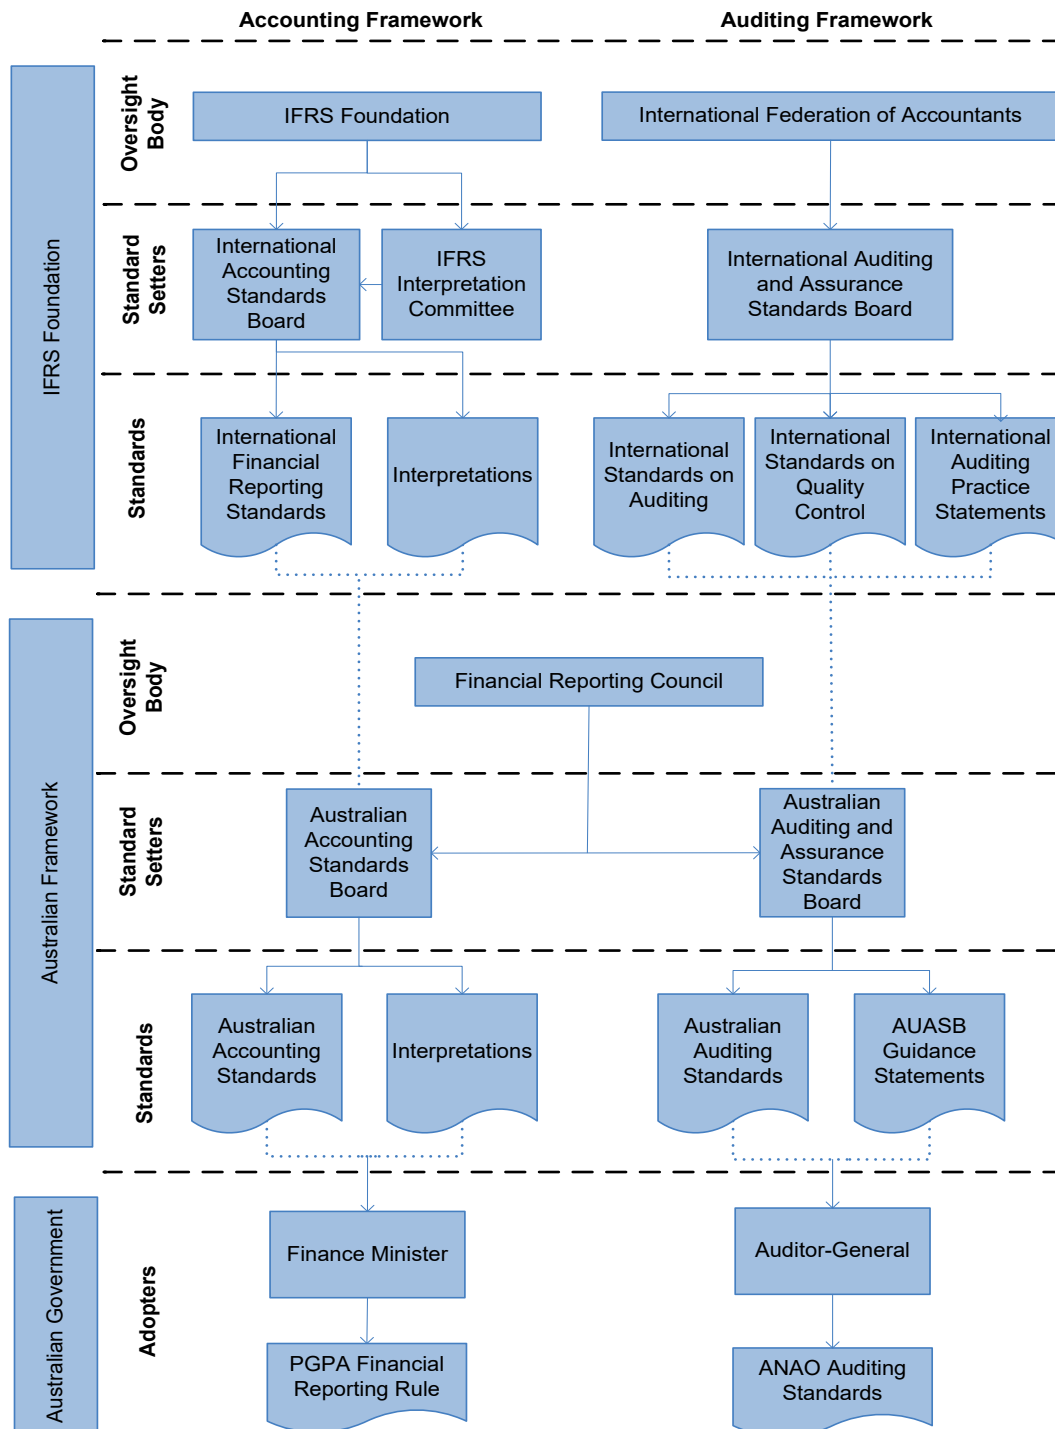 Accounting Framework
Auditing Framework
IFRS Foundation
Oversight
Body
IFRS Foundation
International Federation of Accountants
Standard
Setters
International
Accounting
Standards
Board
IFRS
Interpretation
Committee
International Auditing
and Assurance
Standards Board
Standards
International
Financial
Reporting
Standards
Interpretations
International
Standards on
Auditing
International
Standards on
Quality
Control
International
Auditing
Practice
Statements
Australian Framework
Oversight
Body
Financial Reporting Council
Standard
Setters
Australian
Accounting
Standards
Board
Australian
Auditing and
Assurance
Standards
Board
Standards
Australian
Accounting
Standards
Interpretations
Australian
Auditing
Standards
AUASB
Guidance
Statements
Australian Government
Adopters
Finance Minister
Auditor-General
PGPA Financial
Reporting Rule
ANAO Auditing
Standards